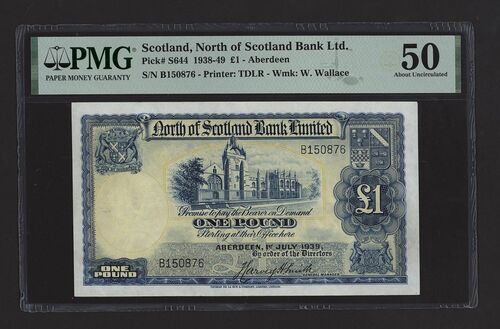 PMG
PAPER MONEY GUARANTY
Scotland, North of Scotland Bank Ltd.
Pick# S644 1938-49 £1 - Aberdeen
S/N B150876 - Printer: TDLR - Wmk: W. Wallace
50
About Uncirculated
North of Scotland Bank Limited
B150876
Promise to pay the Bearer on Demand
ONE POUND
£1
Sterling at their Office here
ABERDEEN, 1st JULY 1939.
By order of the Directors
B150876
ONE
POUND
MANAGER